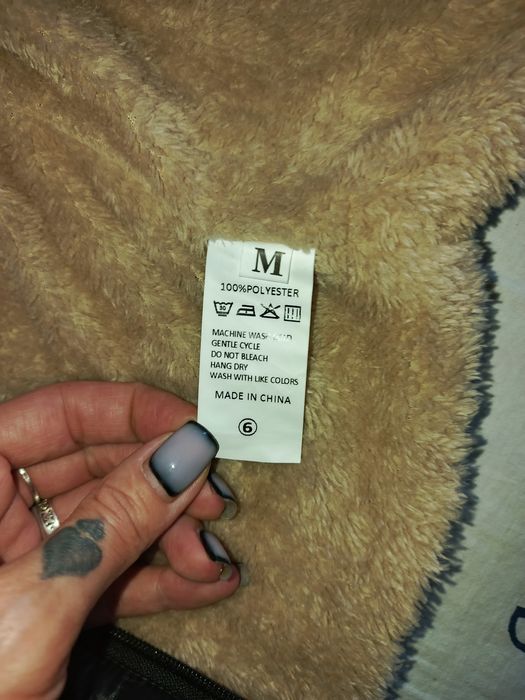 M
100%POLYESTER
30
MACHINE WASH
GENTLE CYCLE
DO NOT BLEACH
HANG DRY
WASH WITH LIKE COLORS
MADE IN CHINA
6